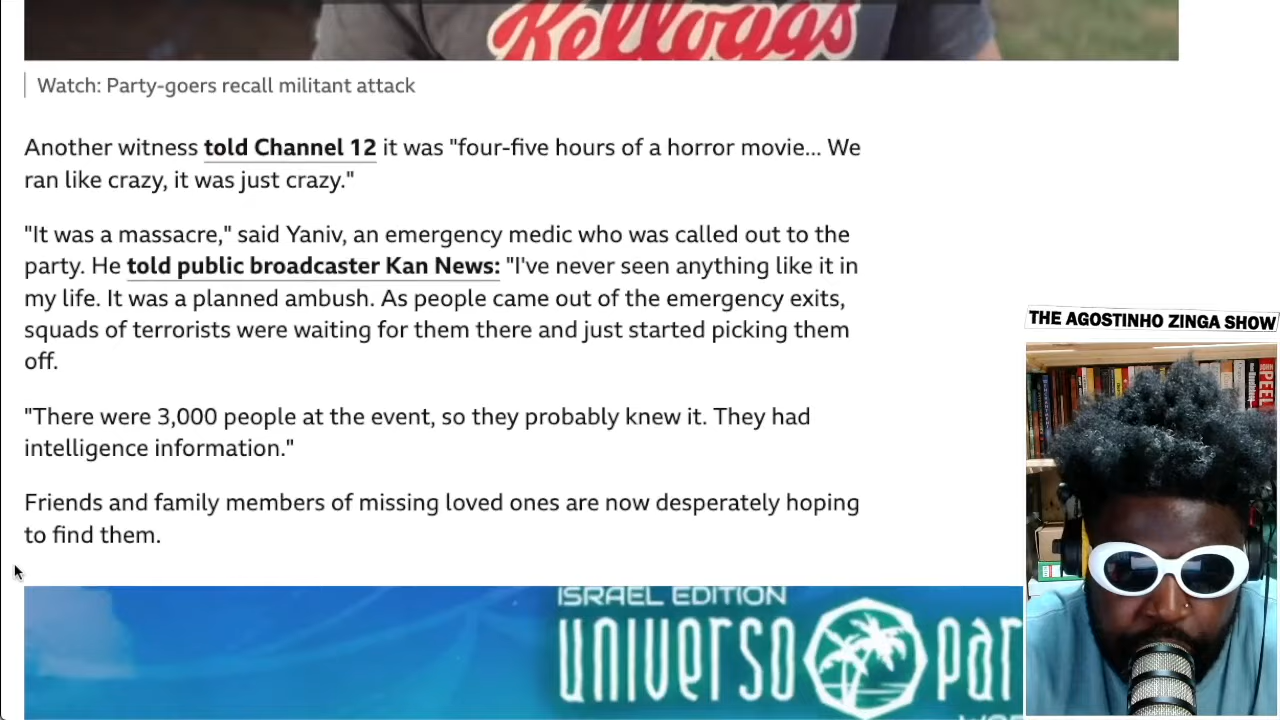 Kelloggs
Watch: Party-goers recall militant attack
Another witness told Channel 12 it was "four-five hours of a horror movie... We
ran like crazy, it was just crazy."
"It was a massacre," said Yaniv, an emergency medic who was called out to the
party. He told public broadcaster Kan News: "I've never seen anything like it in
my life. It was a planned ambush. As people came out of the emergency exits,
squads of terrorists were waiting for them there and just started picking them
off.
"There were 3,000 people at the event, so they probably knew it. They had
intelligence information."
Friends and family members of missing loved ones are now desperately hoping
to find them.
ISRAEL EDITION
UNIVERSO PAR
THE AGOSTINHO ZINGA SHOW
PEEL